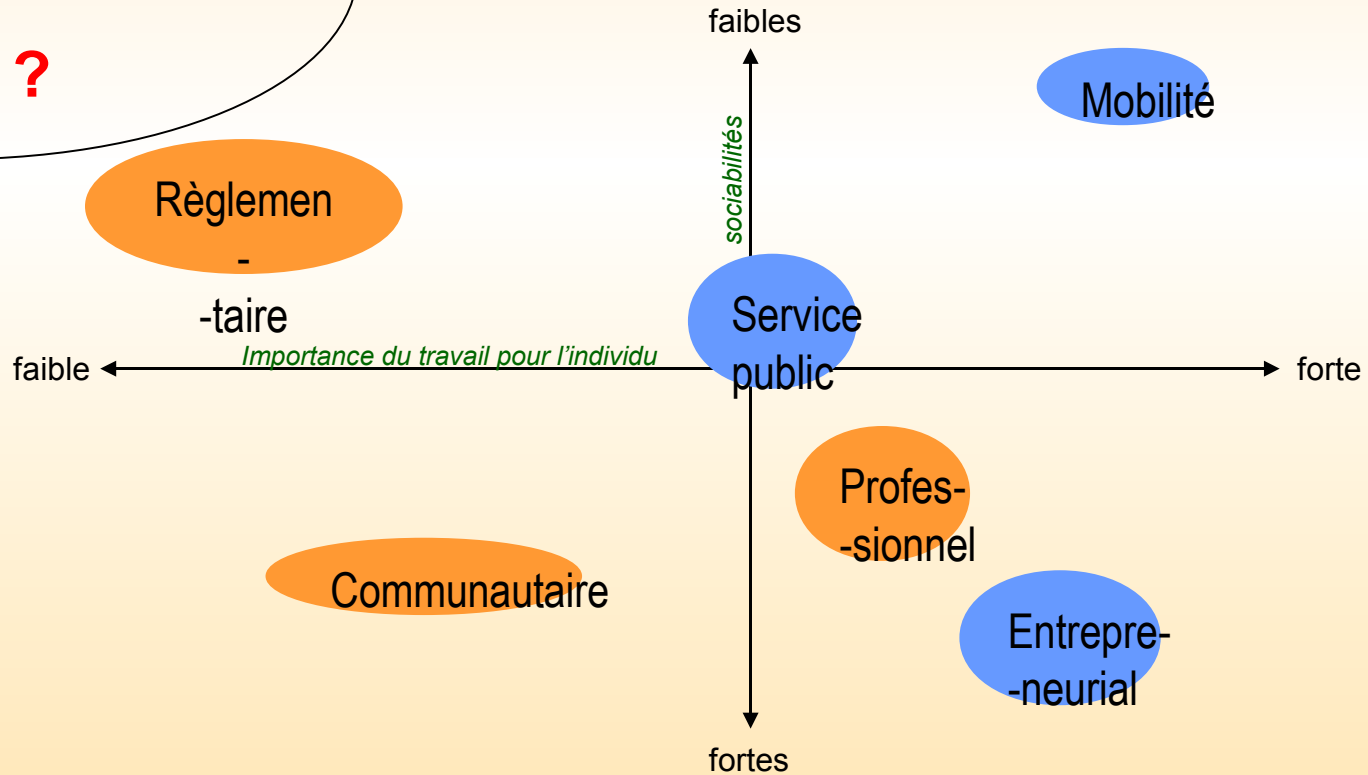 faibles
?
Mobilité
sociabilités
Règlemen
-
-taire
Service
public
Importance du travail pour l'individu
faible
forte
Profes-
-sionnel
Communautaire
Entrepre-
-neurial
fortes